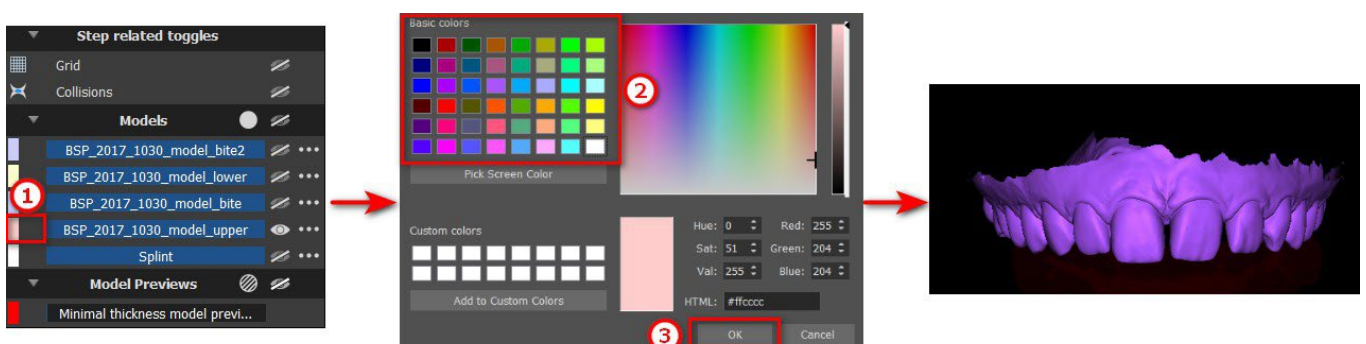 Step related toggles
Grid
Collisions
Models
BSP_2017_1030_model_bite2
BSP_2017_1030_model_lower
1
BSP_2017_1030_model_bite
BSP_2017_1030_model_upper
Splint
Model Previews
Minimal thickness model previ...
Basic colors
2
Pick Screen Color
Custom colors
Add to Custom Colors
Hue: 0 Red: 255
Sat: 51 Green: 204
Val: 255 Blue: 204
HTML: #ffcccc
3 OK Cancel